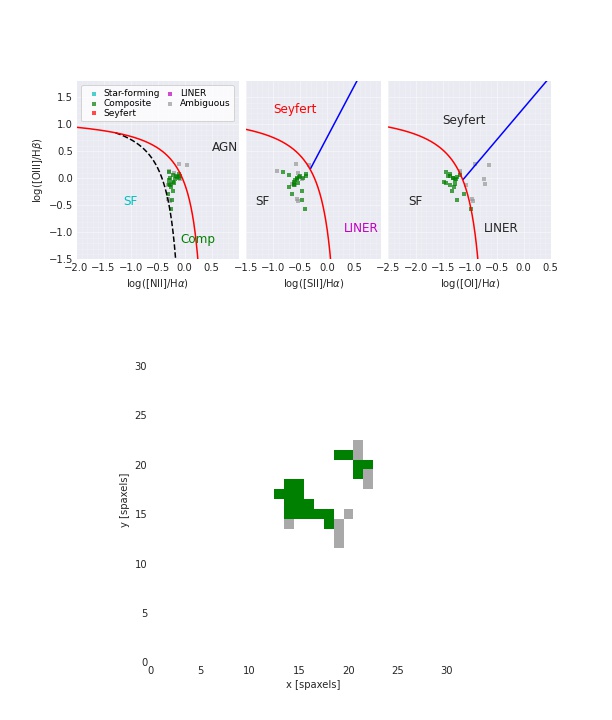 Star-forming
Composite
Seyfert
LINER
Ambiguous
log([OIII]/Hβ)
1.5
1.0
0.5
0.0
−0.5
−1.0
−1.5
AGN
SF
Comp
−2.0 −1.5 −1.0 −0.5 0.0 0.5
log([NII]/Hα)
Seyfert
SF
LINER
−1.5 −1.0 −0.5 0.0 0.5
log([SII]/Hα)
Seyfert
SF
LINER
−2.5 −2.0 −1.5 −1.0 −0.5 0.0 0.5
log([OI]/Hα)
y [spaxels]
30
25
20
15
10
5
0
0 5 10 15 20 25 30
x [spaxels]